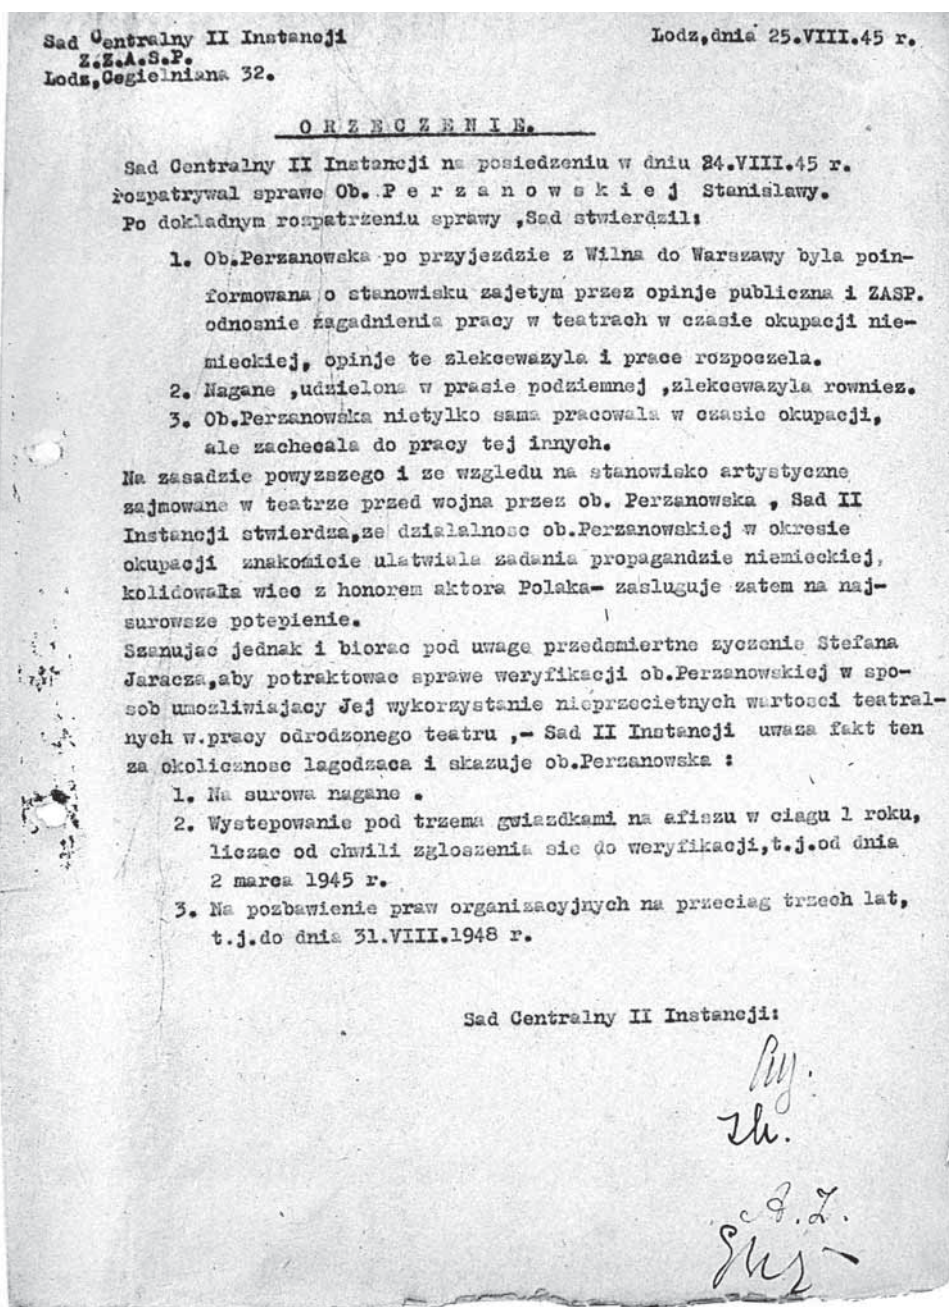 Sad Centralny II Instancji
Z.Z.A.S.P.
Lodz,Cegielniana 32.
Lodz,dnia 25.VIII.45 r.
O R Z E C Z E N I E.
Sad Centralny II Instancji na posiedzeniu w dniu 24.VIII.45 r.
rozpatrywal sprawe Ob. P e r z a n o w s k i e j Stanislawy.
Po dokladnym rozpatrzeniu sprawy ,Sad stwierdzil:
1. Ob.Perzanowska po przyjezdzie z Wilna do Warszawy byla poin-
formowana o stanowisku zajetym przez opinje publiczna i ZASP.
odnosnie zagadnienia pracy w teatrach w czasie okupacji nie-
mieckiej, opinje te zlekcewazyla i prace rozpoczela.
2. Nagane ,udzielona w prasie podziemnej ,zlekcewazyla rowniez.
3. Ob.Perzanowska nietylko sama pracowala w czasie okupacji,
ale zachecala do pracy tej innych.
Na zasadzie powyzszego i ze wzgledu na stanowisko artystyczne
zajmowane w teatrze przed wojna przez ob. Perzanowska , Sad II
Instancji stwierdza,ze dzialalnosc ob.Perzanowskiej w okresie
okupacji znakomicie ulatwiala zadania propagandzie niemieckiej,
kolidowala wiec z honorem aktora Polaka- zasluguje zatem na naj-
surowsze potepienie.
Szanujac jednak i biorac pod uwage przedsmiertne zyczenie Stefana
Jaracza,aby potraktowac sprawe weryfikacji ob.Perzanowskiej w spo-
sob umozliwiajacy Jej wykorzystanie nieprzecietnych wartosci teatral-
nych w.pracy odrodzonego teatru ,- Sad II Instancji uwaza fakt ten
za okolicznosc lagodzaca i skazuje ob.Perzanowska :
1. Na surowa nagane .
2. Wystepowanie pod trzema gwiazdkami na afiszu w ciagu 1 roku,
liczac od chwili zgloszenia sie do weryfikacji,t.j.od dnia
2 marca 1945 r.
3. Na pozbawienie praw organizacyjnych na przeciag trzech lat,
t.j.do dnia 31.VIII.1948 r.
Sad Centralny II Instancji:
A. Z.